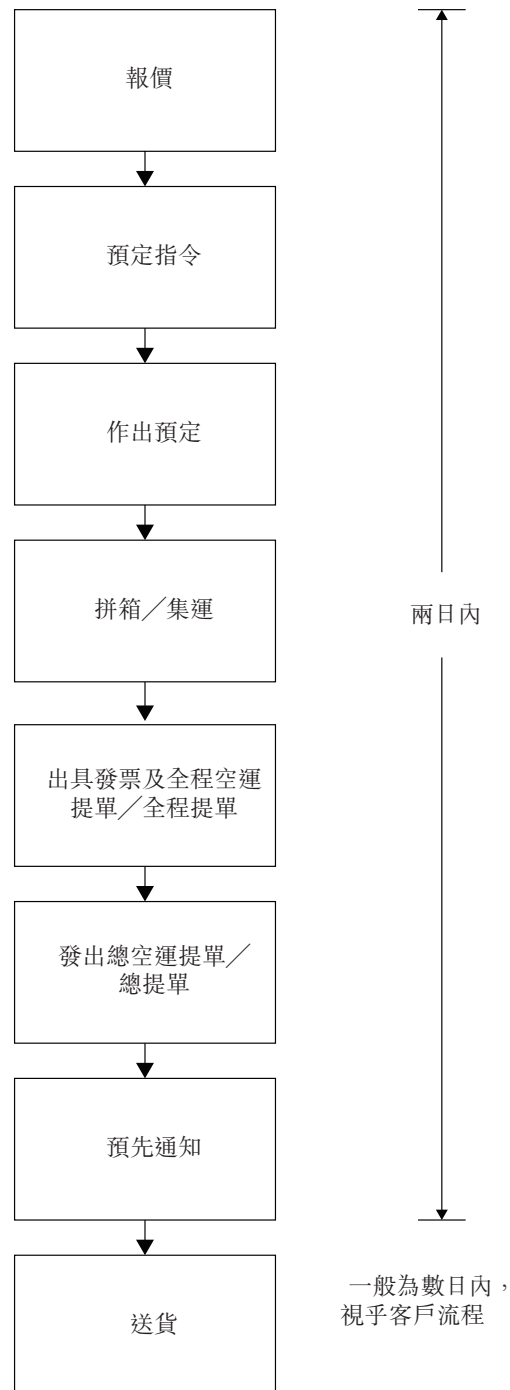 報價
預定指令
作出預定
拼箱／集運
兩日內
出具發票及全程空運
提單／全程提單
發出總空運提單／
總提單
預先通知
送貨
一般為數日內，
視乎客戶流程